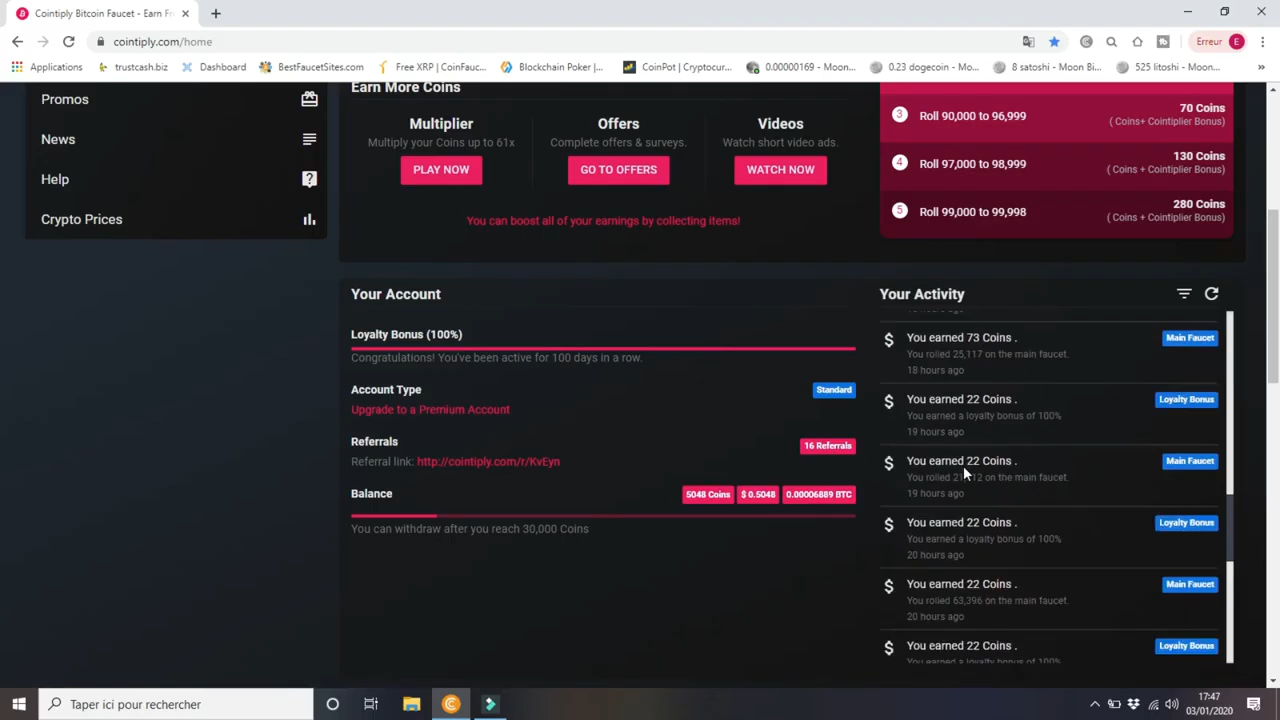 Cointiply Bitcoin Faucet - Earn Fr
cointiply.com/home
Erreur E
Applications
trustcash.biz
Dashboard
BestFaucetSites.com
Free XRP | CoinFauc...
Blockchain Poker |...
CoinPot | Cryptocur...
0.00000169 - Moon...
0.23 dogecoin - Mo...
8 satoshi - Moon Bi...
525 litoshi - Moon...
»
Promos
News
Help
Crypto Prices
Earn More Coins
Multiplier
Multiply your Coins up to 61x
PLAY NOW
Offers
Complete offers & surveys.
GO TO OFFERS
Videos
Watch short video ads.
WATCH NOW
You can boost all of your earnings by collecting items!
3 Roll 90,000 to 96,999 70 Coins
( Coins+ Cointiplier Bonus)
4 Roll 97,000 to 98,999 130 Coins
( Coins + Cointiplier Bonus)
5 Roll 99,000 to 99,998 280 Coins
( Coins + Cointiplier Bonus)
Your Account
Loyalty Bonus (100%)
Congratulations! You've been active for 100 days in a row.
Account Type Standard
Upgrade to a Premium Account
Referrals 16 Referrals
Referral link: http://cointiply.com/r/KvEyn
Balance 5048 Coins $ 0.5048 0.00006889 BTC
You can withdraw after you reach 30,000 Coins
Your Activity
You earned 73 Coins . Main Faucet
You rolled 25,117 on the main faucet.
18 hours ago
You earned 22 Coins . Loyalty Bonus
You earned a loyalty bonus of 100%
19 hours ago
You earned 22 Coins . Main Faucet
You rolled on the main faucet.
19 hours ago
You earned 22 Coins . Loyalty Bonus
You earned a loyalty bonus of 100%
20 hours ago
You earned 22 Coins . Main Faucet
You rolled 63,396 on the main faucet.
20 hours ago
You earned 22 Coins . Loyalty Bonus
You earned a loyalty bonus of 100%
Taper ici pour rechercher
17:47
03/01/2020